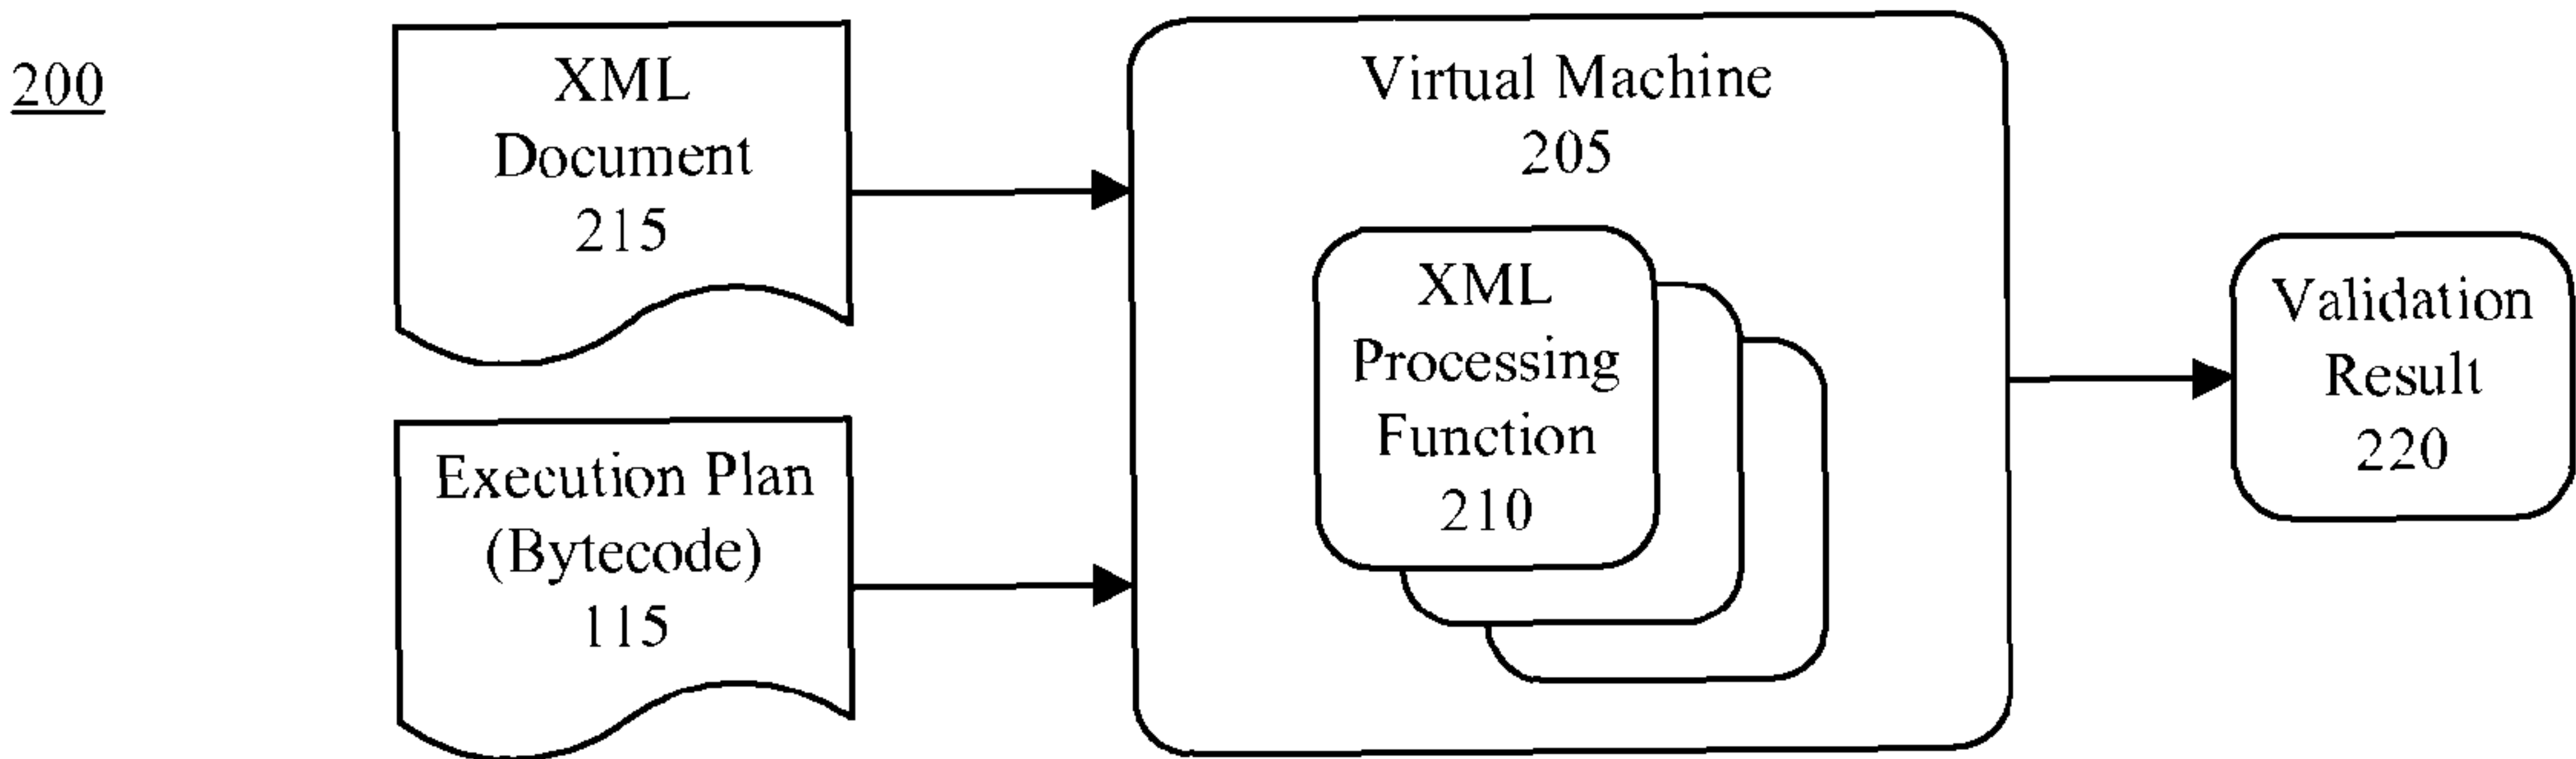 200
XML
Document
215
Execution Plan
(Bytecode)
115
Virtual Machine
205
XML
Processing
Function
210
Validation
Result
220